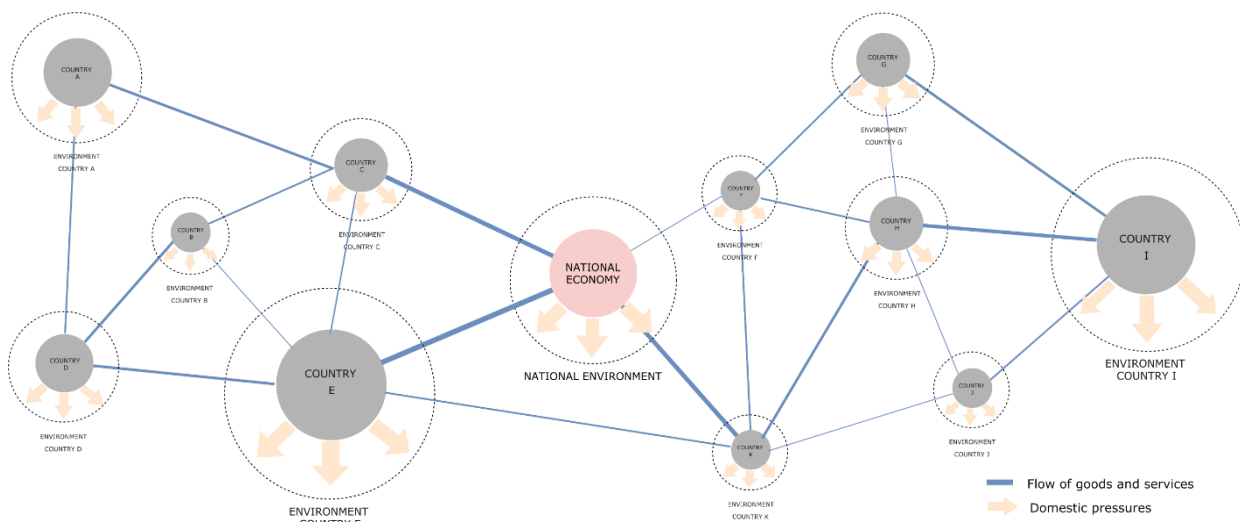 COUNTRY
A
ENVIRONMENT
COUNTRY A
COUNTRY
B
ENVIRONMENT
COUNTRY B
COUNTRY
C
ENVIRONMENT
COUNTRY C
COUNTRY
D
ENVIRONMENT
COUNTRY D
COUNTRY
E
ENVIRONMENT
COUNTRY E
NATIONAL
ECONOMY
NATIONAL ENVIRONMENT
COUNTRY
F
ENVIRONMENT
COUNTRY F
COUNTRY
G
ENVIRONMENT
COUNTRY G
COUNTRY
H
ENVIRONMENT
COUNTRY H
COUNTRY
I
ENVIRONMENT
COUNTRY I
COUNTRY
J
ENVIRONMENT
COUNTRY J
COUNTRY
K
ENVIRONMENT
COUNTRY K
Flow of goods and services
Domestic pressures